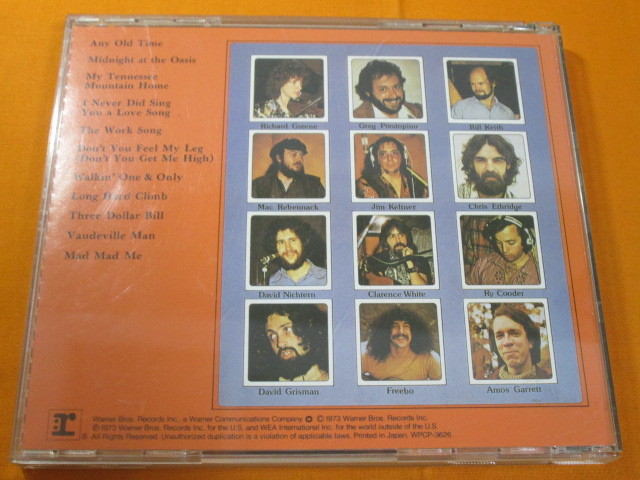 Any Old Time
Midnight at the Oasis
My Tennessee
Mountain Home
I Never Did Sing
You a Love Song
The Work Song
Don't You Feel My Leg
(Don't You Get Me High)
Walkin' One & Only
Long Hard Climb
Three Dollar Bill
Vaudeville Man
Mad Mad Me
Richard Greene
Greg Prestopino
Bill Keith
Mac Rebennack
Jim Keltner
Chris Ethridge
David Nichtern
Clarence White
Ry Cooder
David Grisman
Freebo
Amos Garrett
r
Warner Bros. Records Inc., a Warner Communications Company ℗ ©1973 Warner Bros. Records Inc.
℗1973 Warner Bros. Records Inc. for the U.S. and WEA International Inc. for the world outside of the U.S.
®. All Rights Reserved. Unauthorized duplication is a violation of applicable laws. Printed in Japan. WPCP-3626